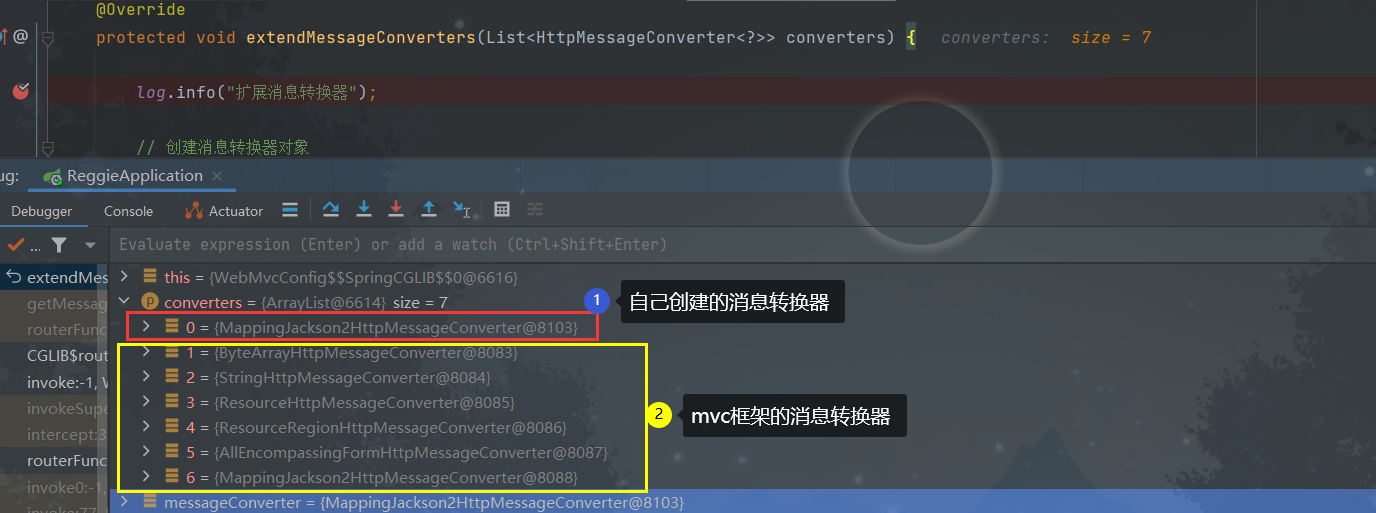 @Override
@ protected void extendMessageConverters(List<HttpMessageConverter<?>> converters) { converters: size = 7
log.info("扩展消息转换器");
// 创建消息转换器对象
ug: ReggieApplication ×
Debugger Console Actuator
... Evaluate expression (Enter) or add a watch (Ctrl+Shift+Enter)
extendMes
this = {WebMvcConfig$$SpringCGLIB$$0@6616}
getMessag
p converters = {ArrayList@6614} size = 7
1 自己创建的消息转换器
routerFunc
0 = {MappingJackson2HttpMessageConverter@8103}
CGLIB$rout
1 = {ByteArrayHttpMessageConverter@8083}
invoke:-1, W
2 = {StringHttpMessageConverter@8084}
invokeSupe
3 = {ResourceHttpMessageConverter@8085}
2 mvc框架的消息转换器
intercept:3
4 = {ResourceRegionHttpMessageConverter@8086}
routerFunc
5 = {AllEncompassingFormHttpMessageConverter@8087}
invoke0:-1,
6 = {MappingJackson2HttpMessageConverter@8088}
invoke:77,
messageConverter = {MappingJackson2HttpMessageConverter@8103}